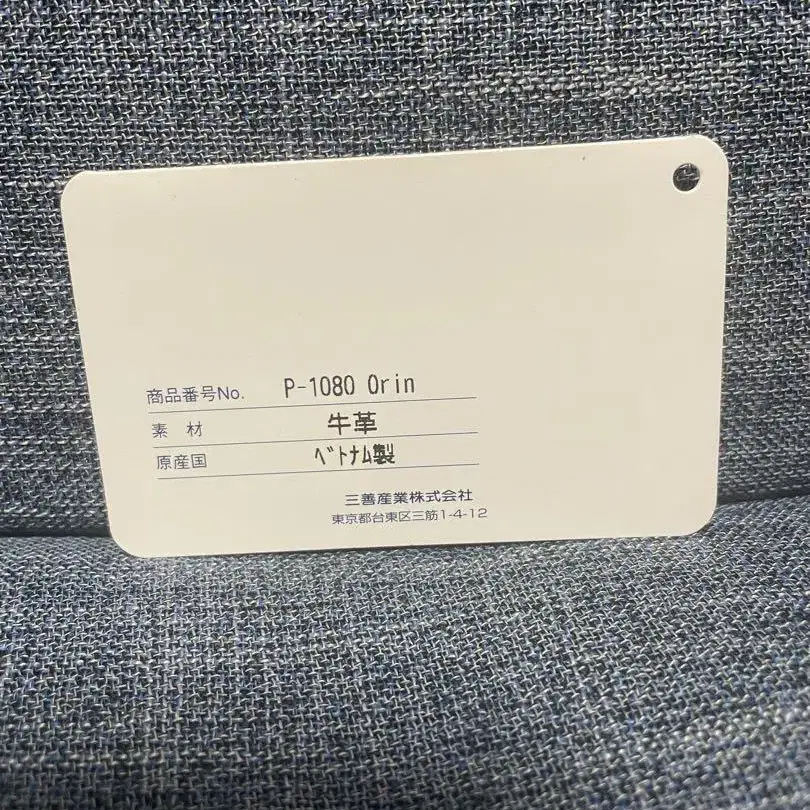 商品番号No. P-1080 Orin
素 材 牛革
原産国 ﾍﾞﾄﾅﾑ製
三善産業株式会社
東京都台東区三筋1-4-12